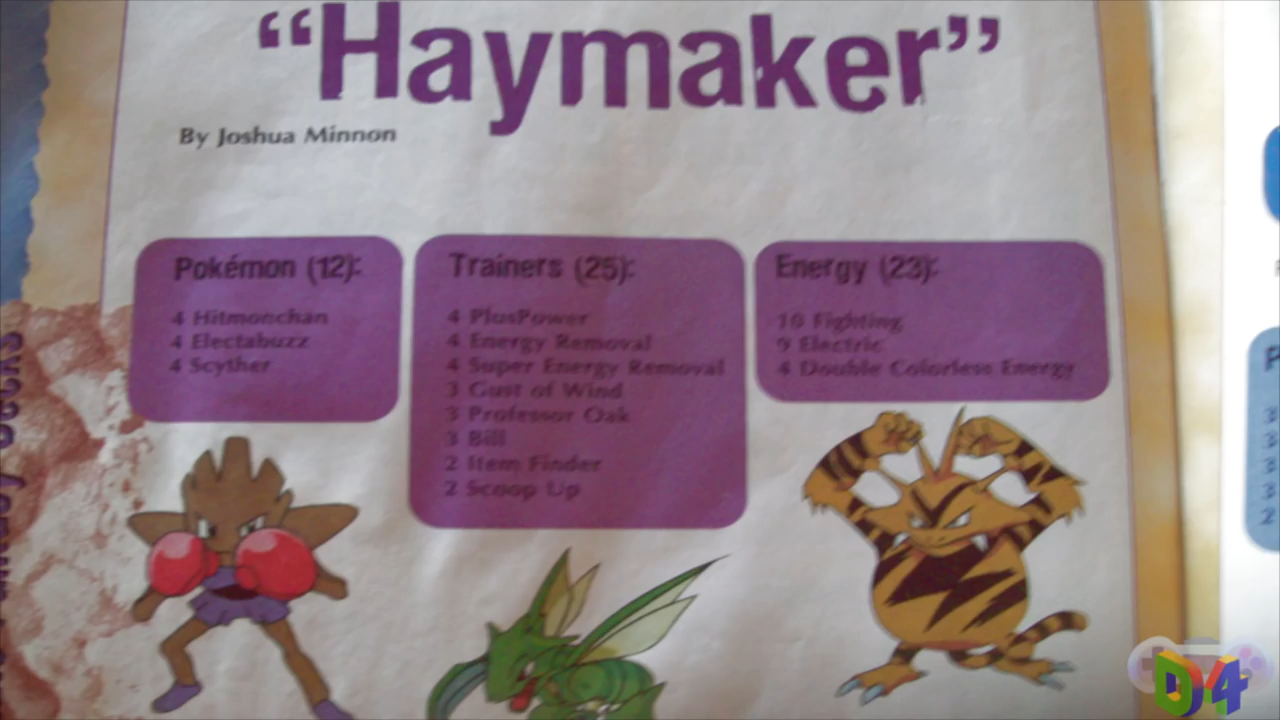 “Haymaker”
By Joshua Minnon
Pokémon (12):
4 Hitmonchan
4 Electabuzz
4 Scyther
Trainers (25):
4 PlusPower
4 Energy Removal
4 Super Energy Removal
3 Gust of Wind
3 Professor Oak
3 Bill
2 Item Finder
2 Scoop Up
Energy (23):
10 Fighting
9 Electric
4 Double Colorless Energy
D4